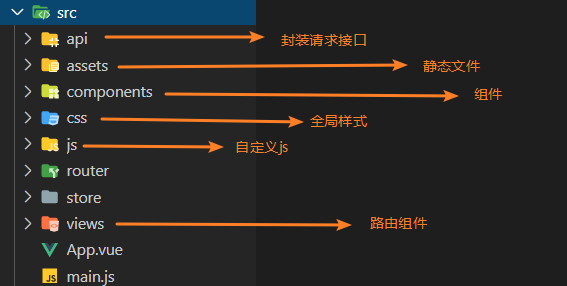 src
api 封装请求接口
assets 静态文件
components 组件
css 全局样式
js 自定义js
router
store
views 路由组件
App.vue
main.js